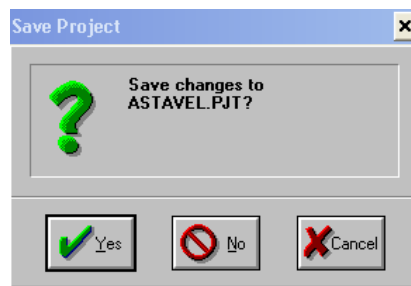 Save Project
Save changes to
ASTAVEL.PJT?
Yes
No
Cancel